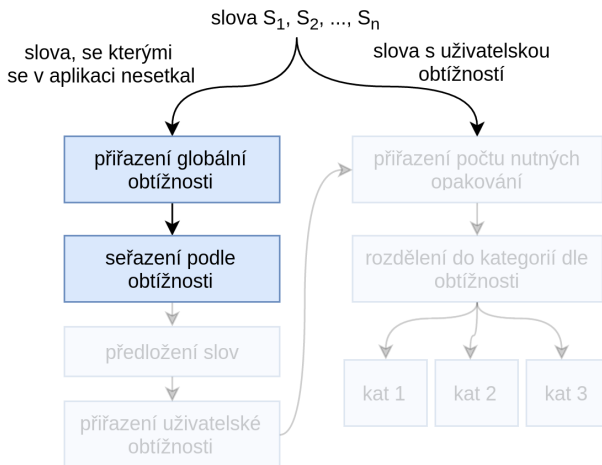 slova S1, S2, ..., Sn
slova, se kterými
se v aplikaci nesetkal
slova s uživatelskou
obtížností
přiřazení globální
obtížnosti
seřazení podle
obtížnosti
předložení slov
přiřazení uživatelské
obtížnosti
přiřazení počtu nutných
opakování
rozdělení do kategorií dle
obtížnosti
kat 1
kat 2
kat 3